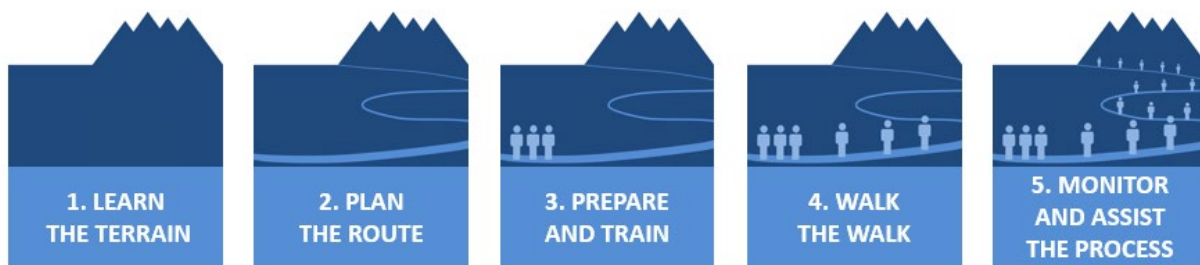 1. LEARN
THE TERRAIN
2. PLAN
THE ROUTE
3. PREPARE
AND TRAIN
4. WALK
THE WALK
5. MONITOR
AND ASSIST
THE PROCESS